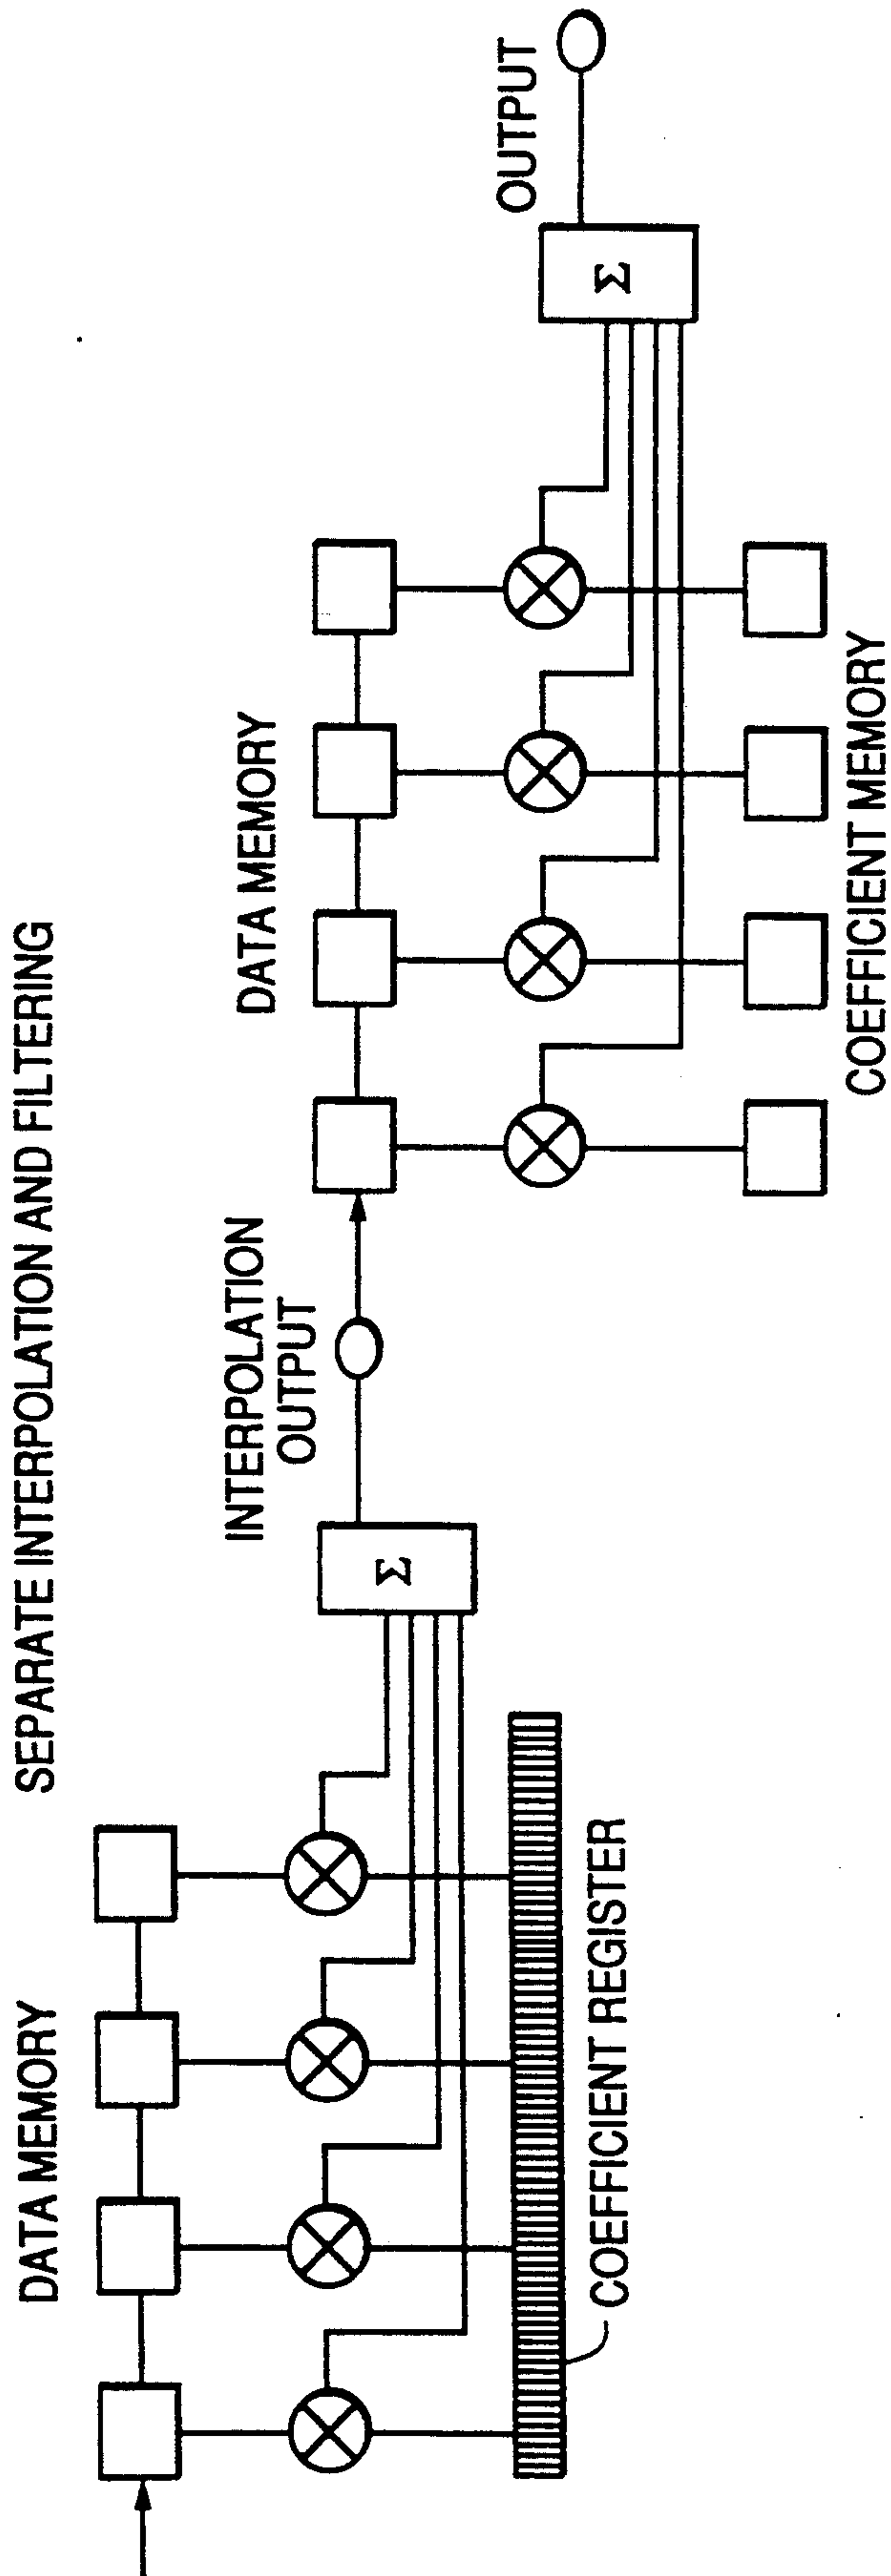 SEPARATE INTERPOLATION AND FILTERING
DATA MEMORY
Σ
COEFFICIENT REGISTER
INTERPOLATION
OUTPUT
DATA MEMORY
Σ
OUTPUT
COEFFICIENT MEMORY